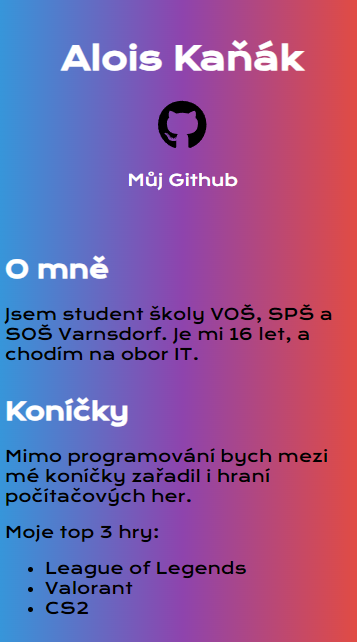 Alois Kaňák
Můj Github
O mně
Jsem student školy VOŠ, SPŠ a
SOŠ Varnsdorf. Je mi 16 let, a
chodím na obor IT.
Koníčky
Mimo programování bych mezi
mé koníčky zařadil i hraní
počítačových her.
Moje top 3 hry:
• League of Legends
• Valorant
• CS2